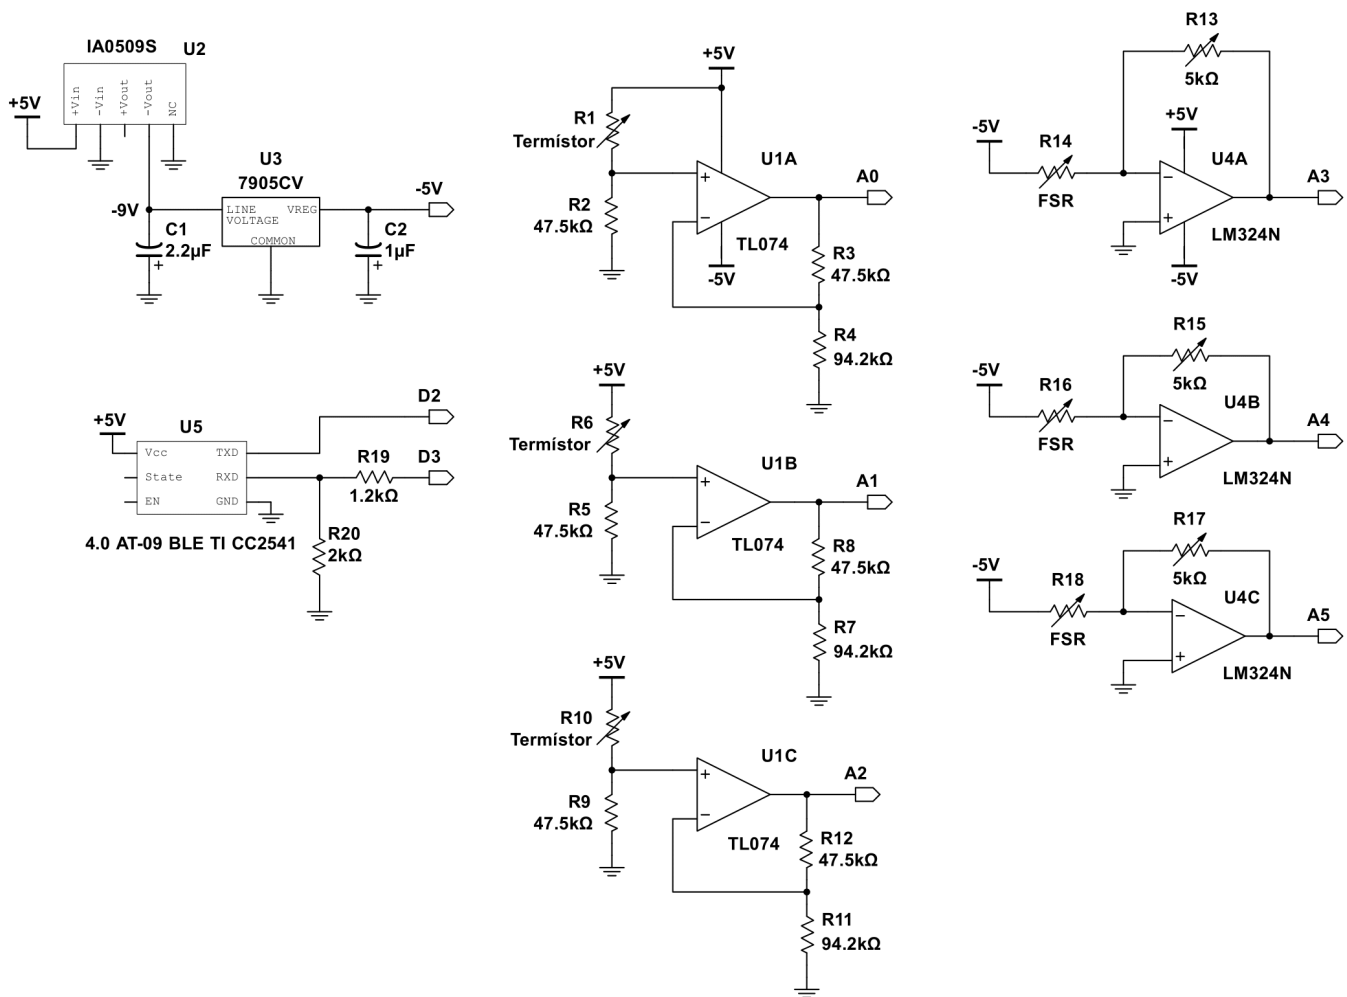 IA0509S
U2
+5V
+Vin
-Vin
+Vout
-Vout
NC
-9V
C1
2.2µF
+
U3
7905CV
LINE VREG
VOLTAGE
COMMON
-5V
C2
1µF
+
+5V
U5
Vcc TXD
State RXD
EN GND
4.0 AT-09 BLE TI CC2541
D2
R19
1.2kΩ
D3
R20
2kΩ
+5V
R1
Termístor
R2
47.5kΩ
+
−
U1A
TL074
-5V
A0
R3
47.5kΩ
R4
94.2kΩ
+5V
R6
Termístor
R5
47.5kΩ
+
−
U1B
TL074
A1
R8
47.5kΩ
R7
94.2kΩ
+5V
R10
Termístor
R9
47.5kΩ
+
−
U1C
TL074
A2
R12
47.5kΩ
R11
94.2kΩ
R13
5kΩ
-5V
R14
FSR
+5V
−
+
U4A
LM324N
-5V
A3
R15
5kΩ
-5V
R16
FSR
−
+
U4B
LM324N
A4
R17
5kΩ
-5V
R18
FSR
−
+
U4C
LM324N
A5